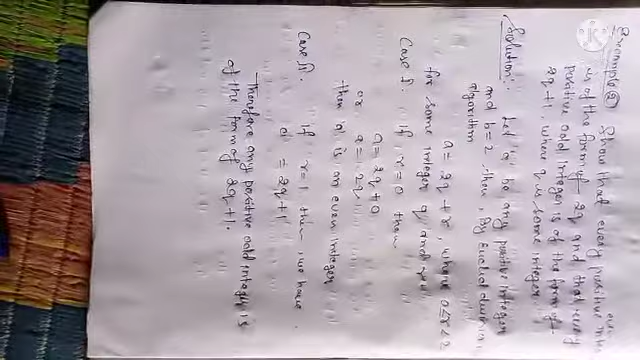 Example 2) Show that every positive even
is of the form of 2q and that every
positive odd integer is of the form of
2q+1, where q is some integer.
Solution: Let 'a' be any positive integer
and b=2. then, By Euclid division
algorithm
a = 2q + r, where 0≤r<2
for some integer q and
Case I. If r=0 then
a=2q+0
or a=2q
then 'a' is an even integer
Case II. If r=1 then, we have
a = 2q+1
Therefore any positive odd integer is
of the form of 2q+1.